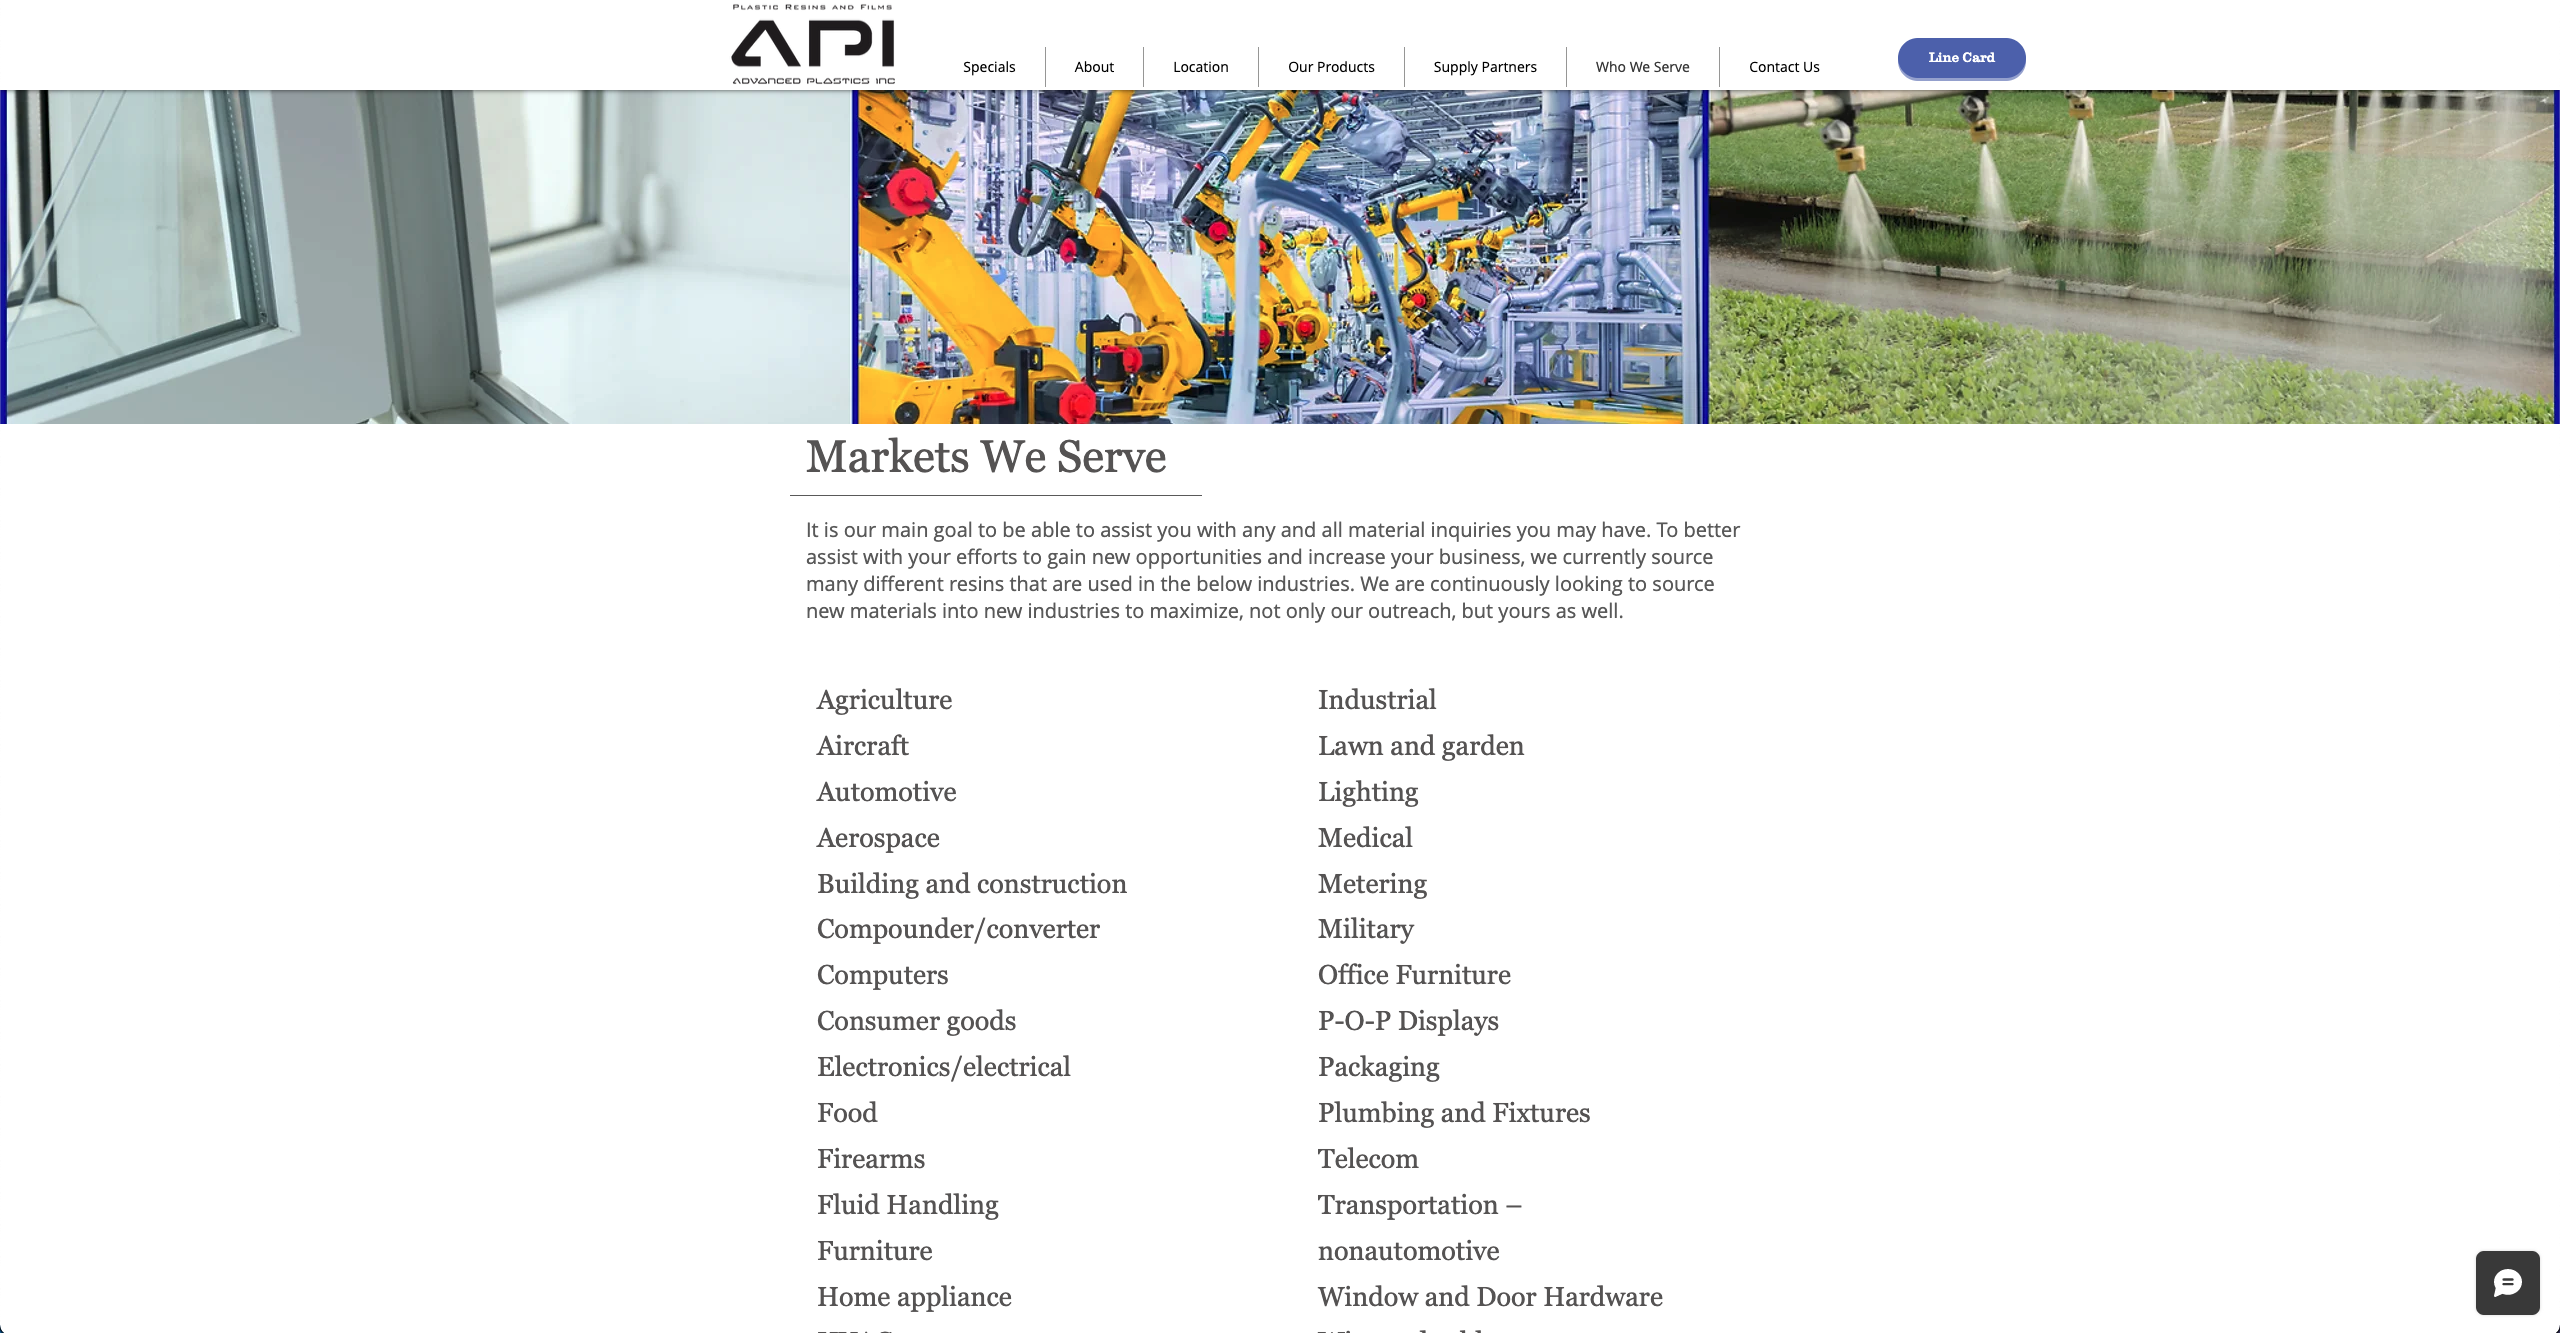 Plastic Resins and Films
API
Advanced Plastics Inc
Specials
About
Location
Our Products
Supply Partners
Who We Serve
Contact Us
Line Card
Markets We Serve
It is our main goal to be able to assist you with any and all material inquiries you may have. To better
assist with your efforts to gain new opportunities and increase your business, we currently source
many different resins that are used in the below industries. We are continuously looking to source
new materials into new industries to maximize, not only our outreach, but yours as well.
Agriculture
Aircraft
Automotive
Aerospace
Building and construction
Compounder/converter
Computers
Consumer goods
Electronics/electrical
Food
Firearms
Fluid Handling
Furniture
Home appliance
Industrial
Lawn and garden
Lighting
Medical
Metering
Military
Office Furniture
P-O-P Displays
Packaging
Plumbing and Fixtures
Telecom
Transportation –
nonautomotive
Window and Door Hardware